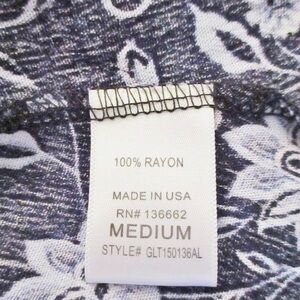 100% RAYON
MADE IN USA
RN# 136662
MEDIUM
STYLE# GLT150136AL